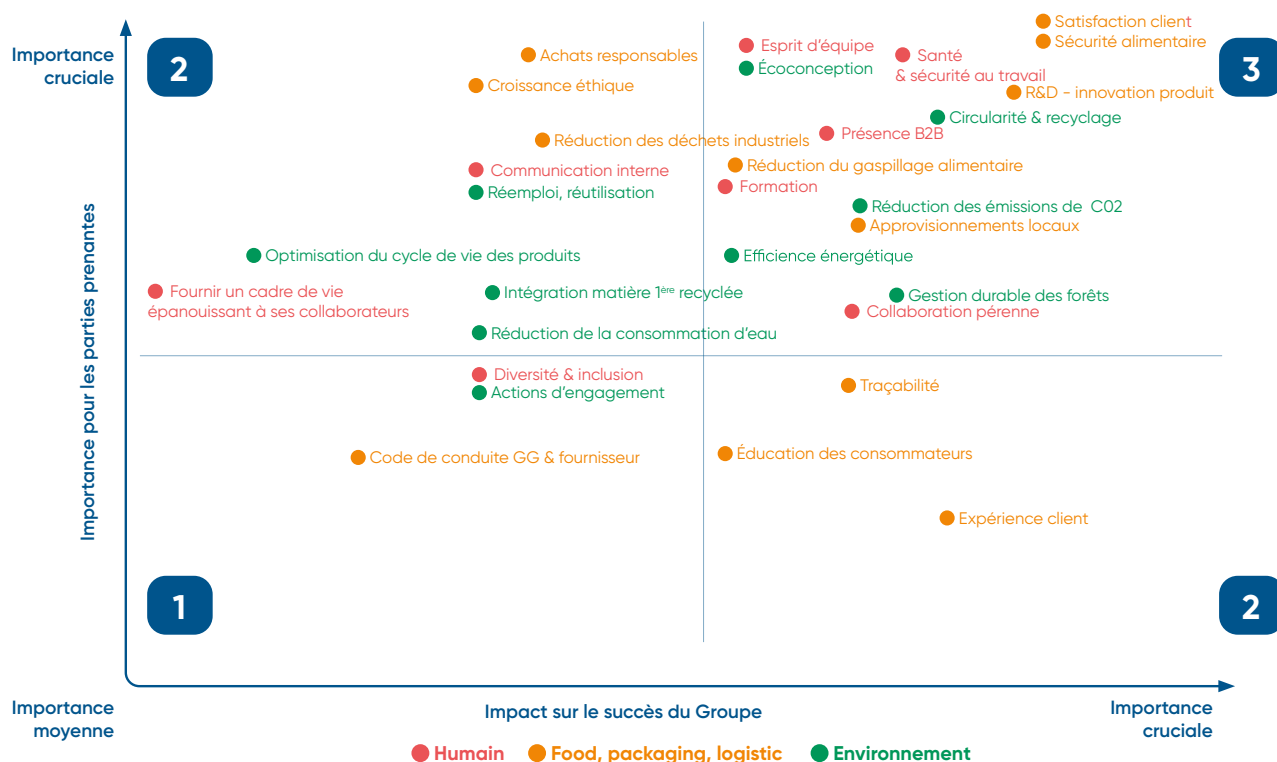 Importance
cruciale
2
3
Satisfaction client
Achats responsables
Esprit d'équipe
Sécurité alimentaire
Écoconception
Santé
& sécurité au travail
Croissance éthique
R&D - innovation produit
Circularité & recyclage
Réduction des déchets industriels
Présence B2B
Communication interne
Réduction du gaspillage alimentaire
Réemploi, réutilisation
Formation
Réduction des émissions de C02
Approvisionnements locaux
Optimisation du cycle de vie des produits
Efficience énergétique
Fournir un cadre de vie
épanouissant à ses collaborateurs
Intégration matière 1ère recyclée
Gestion durable des forêts
Collaboration pérenne
Réduction de la consommation d'eau
Importance pour les parties prenantes
Diversité & inclusion
Actions d'engagement
Traçabilité
Code de conduite GG & fournisseur
Éducation des consommateurs
Expérience client
1
2
Importance
moyenne
Impact sur le succès du Groupe
Importance
cruciale
Humain
Food, packaging, logistic
Environnement